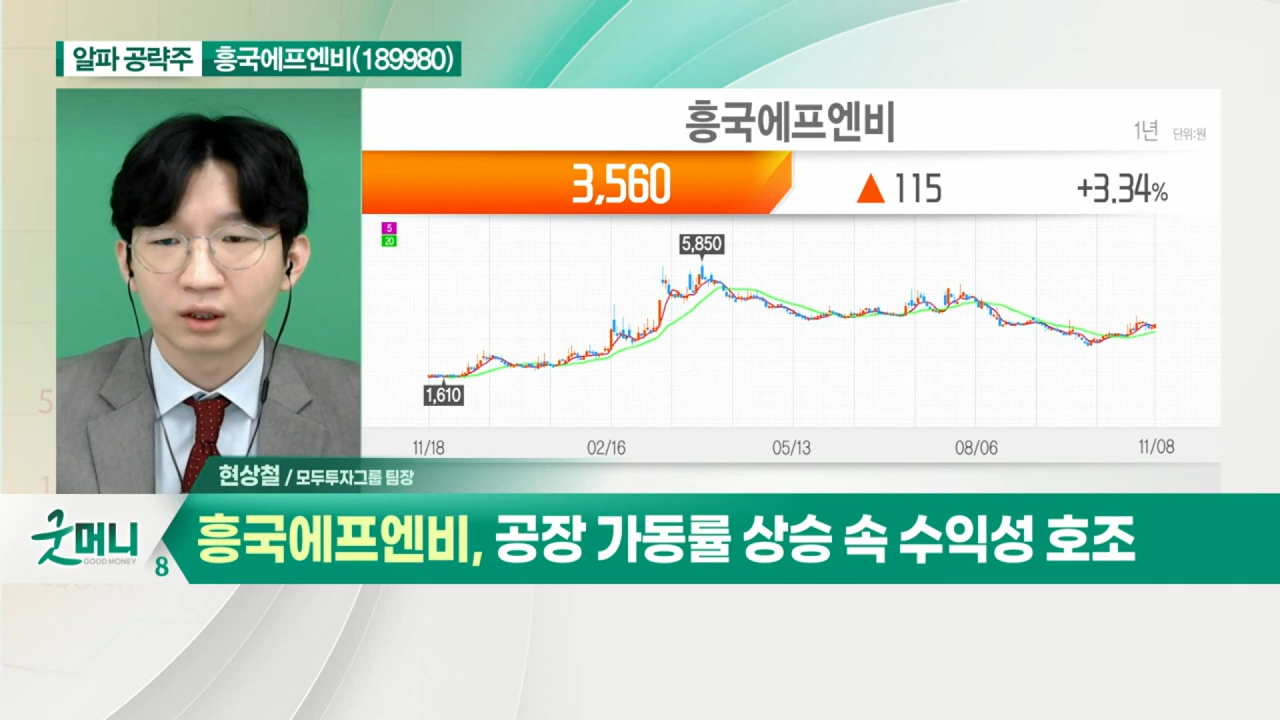 알파 공략주 흥국에프엔비(189980)
흥국에프엔비
1년 단위:원
3,560 ▲ 115 +3.34%
5
20
5,850
1,610
11/18 02/16 05/13 08/06 11/08
현상철 / 모두투자그룹 팀장
굿머니
GOOD MONEY
8
흥국에프엔비, 공장 가동률 상승 속 수익성 호조